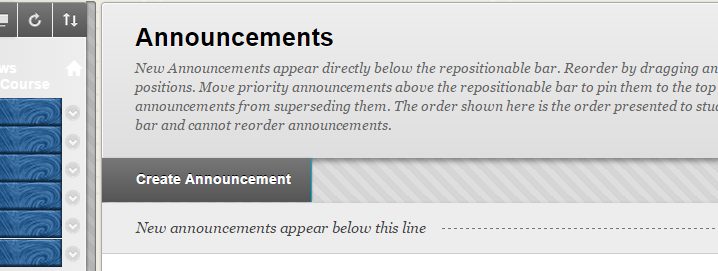 ws
Course
Announcements
New Announcements appear directly below the repositionable bar. Reorder by dragging an
positions. Move priority announcements above the repositionable bar to pin them to the top
announcements from superseding them. The order shown here is the order presented to stu
bar and cannot reorder announcements.
Create Announcement
New announcements appear below this line